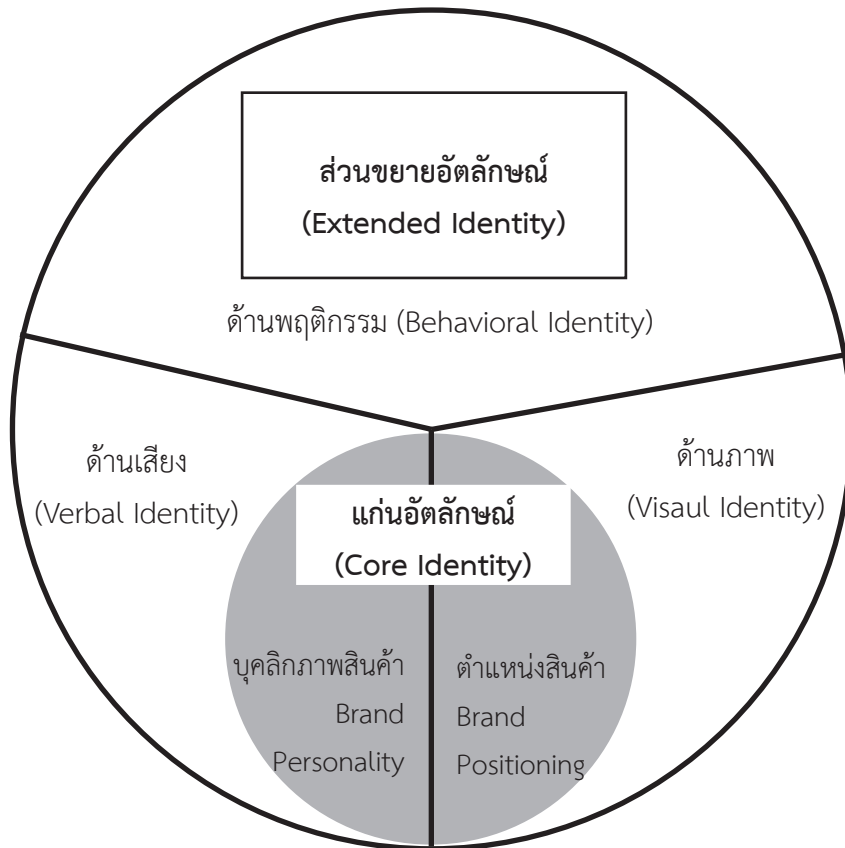 ส่วนขยายอัตลักษณ์
(Extended Identity)
ด้านพฤติกรรม (Behavioral Identity)
ด้านเสียง
(Verbal Identity)
ด้านภาพ
(Visaul Identity)
แก่นอัตลักษณ์
(Core Identity)
บุคลิกภาพสินค้า
Brand
Personality
ตำแหน่งสินค้า
Brand
Positioning